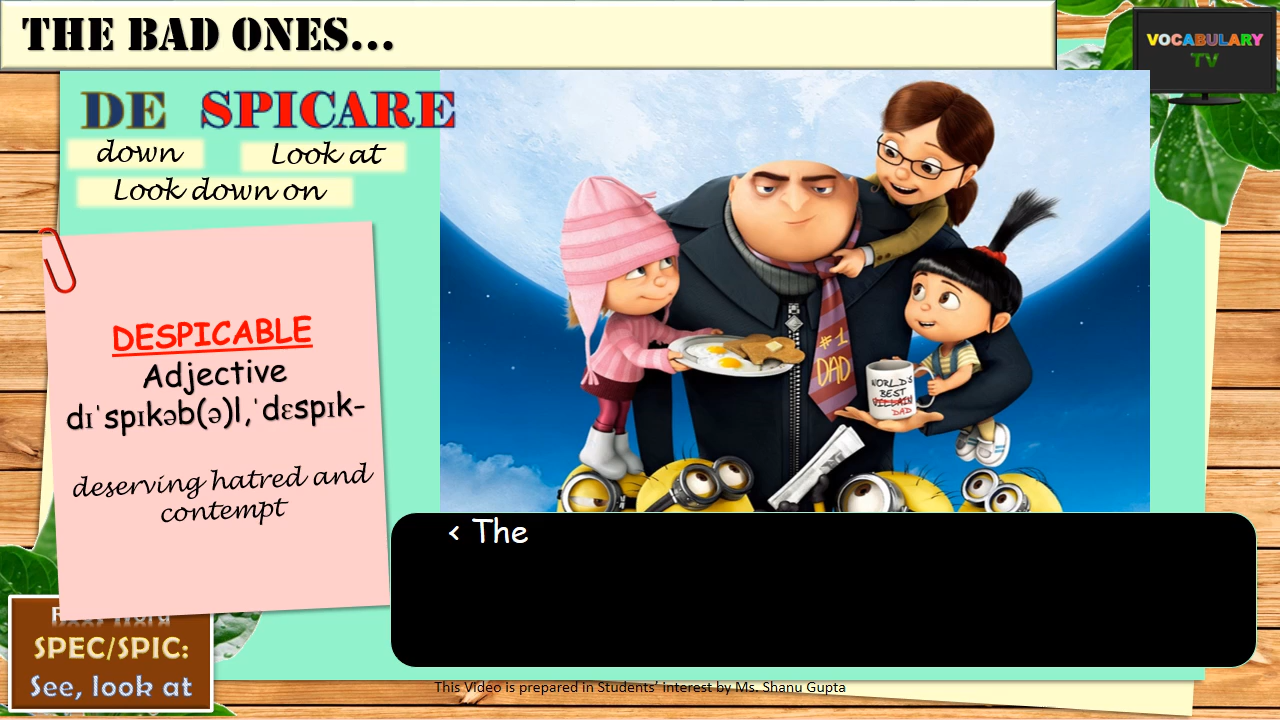 THE BAD ONES...
VOCABULARY
TV
DE SPICARE
down Look at
Look down on
DESPICABLE
Adjective
dɪˈspɪkəb(ə)l,ˈdɛspɪk-
deserving hatred and
contempt
#1
DAD
WORLD'S
BEST
VILLAIN
DAD
< The
SPEC/SPIC:
See, look at
This Video is prepared in Students' interest by Ms. Shanu Gupta